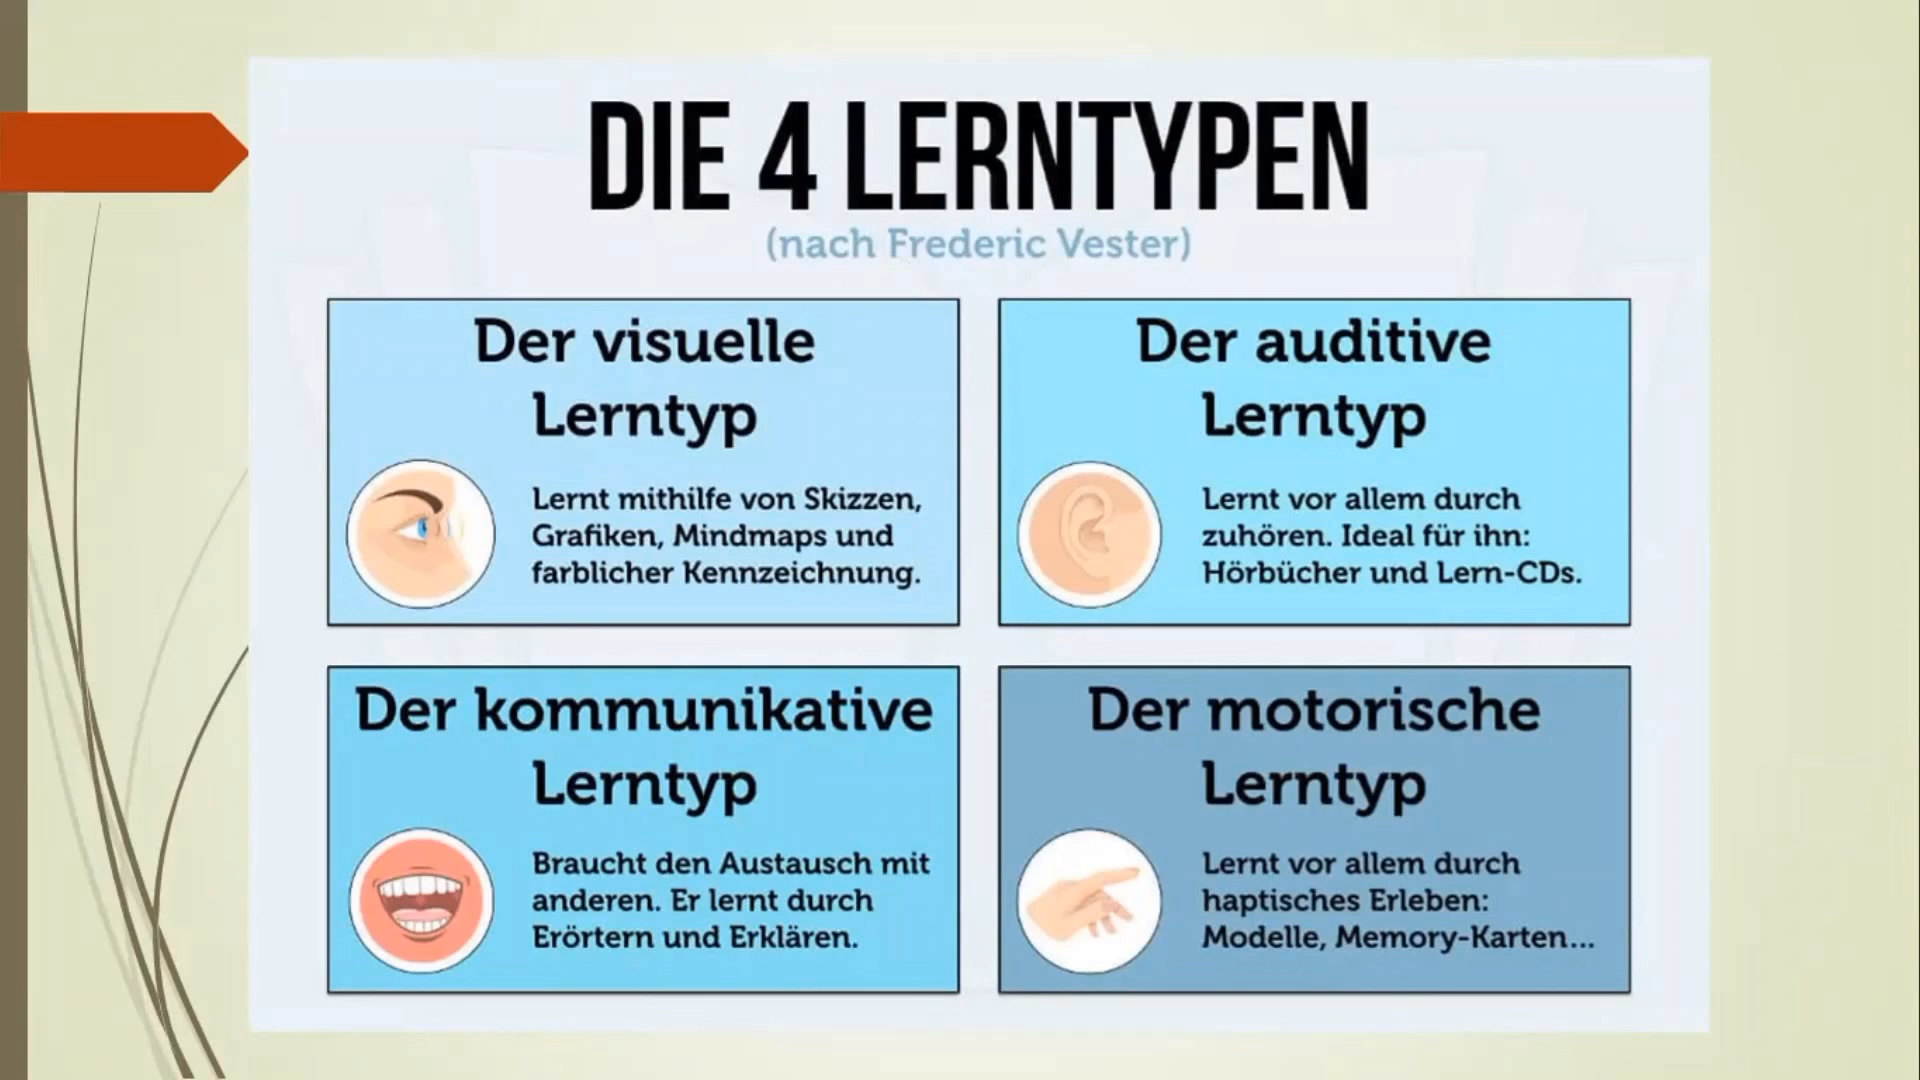 DIE 4 LERNTYPEN
(nach Frederic Vester)
Der visuelle
Lerntyp
Lernt mithilfe von Skizzen,
Grafiken, Mindmaps und
farblicher Kennzeichnung.
Der auditive
Lerntyp
Lernt vor allem durch
zuhören. Ideal für ihn:
Hörbücher und Lern-CDs.
Der kommunikative
Lerntyp
Braucht den Austausch mit
anderen. Er lernt durch
Erörtern und Erklären.
Der motorische
Lerntyp
Lernt vor allem durch
haptisches Erleben:
Modelle, Memory-Karten...